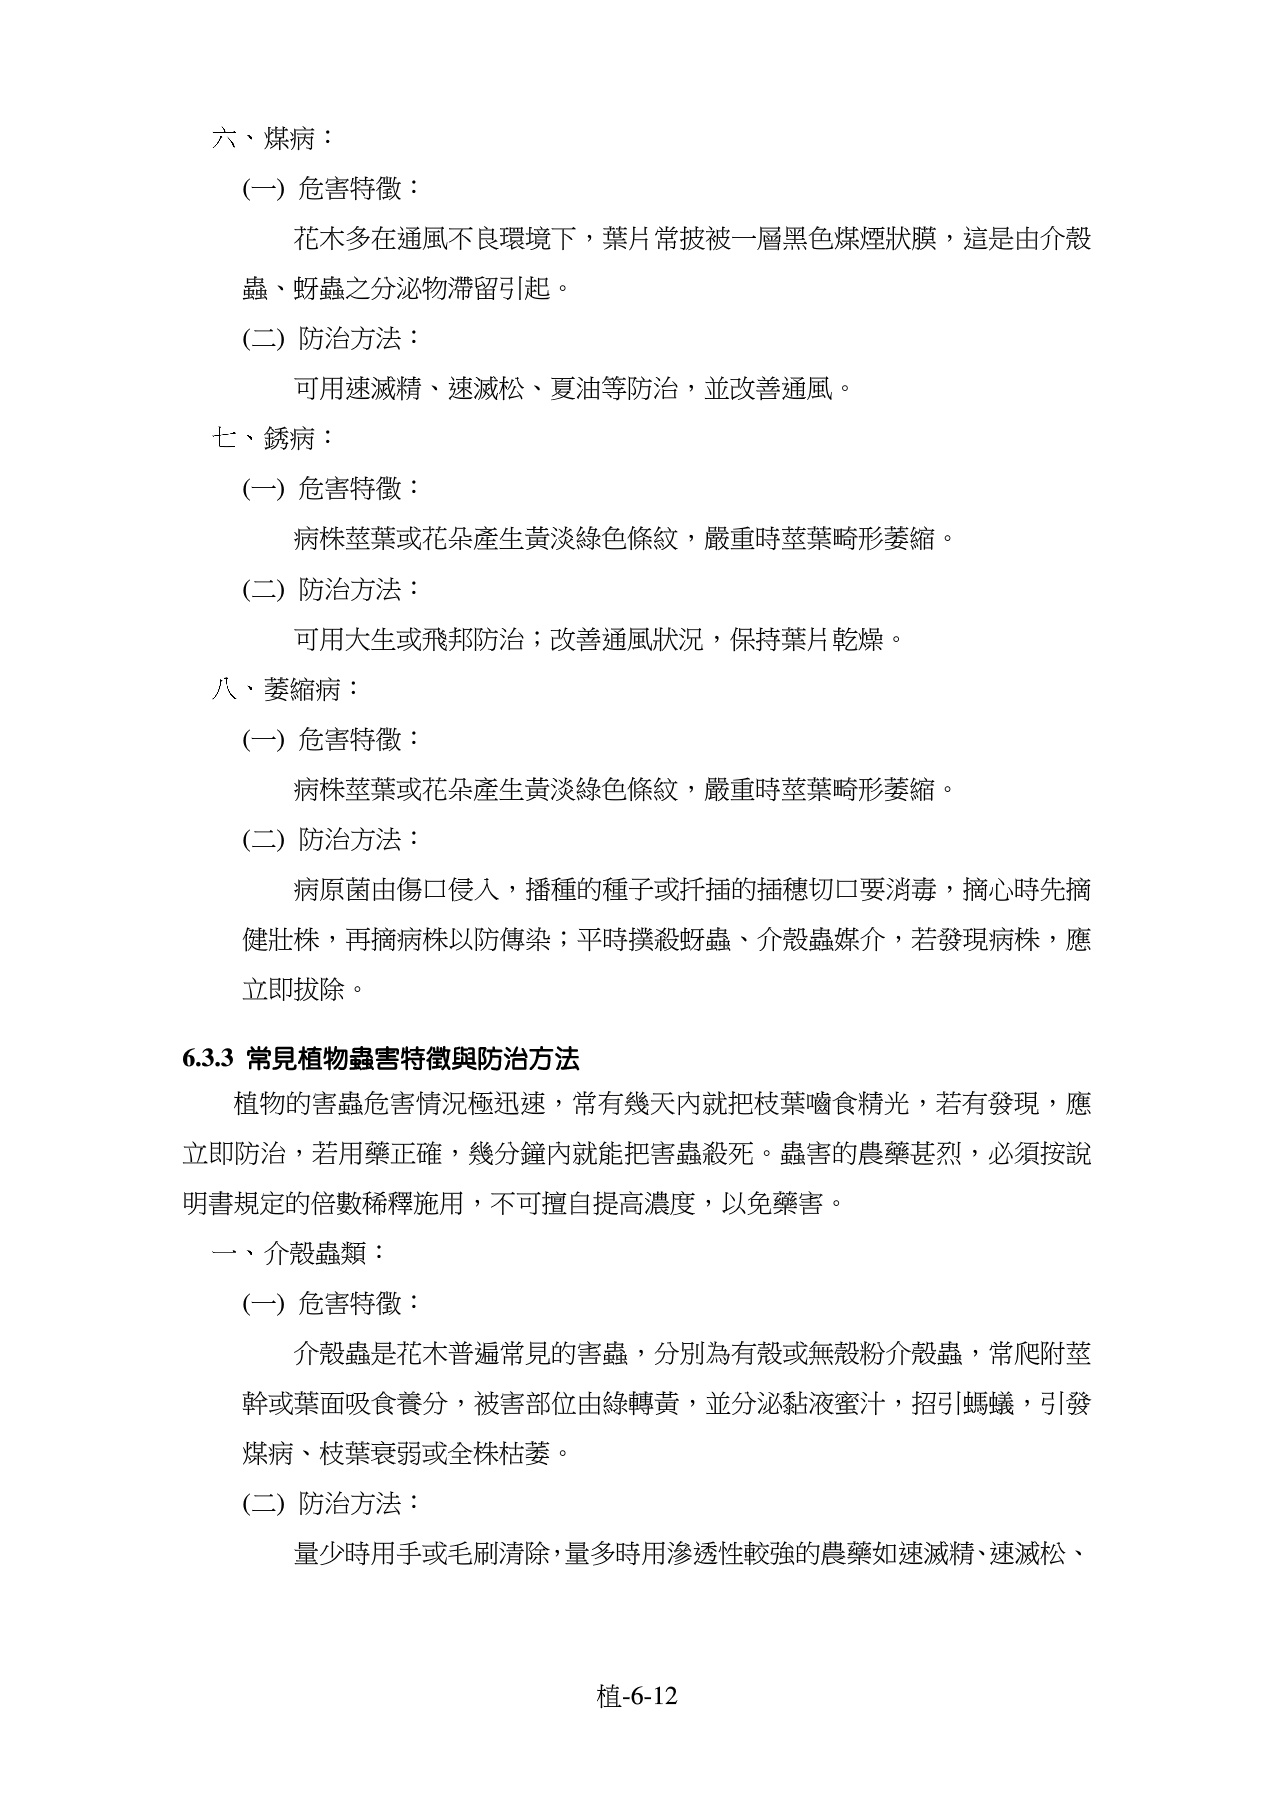 六、煤病：
(一) 危害特徵：
花木多在通風不良環境下，葉片常披被一層黑色煤煙狀膜，這是由介殼
蟲、蚜蟲之分泌物滯留引起。
(二) 防治方法：
可用速滅精、速滅松、夏油等防治，並改善通風。
七、銹病：
(一) 危害特徵：
病株莖葉或花朵產生黃淡綠色條紋，嚴重時莖葉畸形萎縮。
(二) 防治方法：
可用大生或飛邦防治；改善通風狀況，保持葉片乾燥。
八、萎縮病：
(一) 危害特徵：
病株莖葉或花朵產生黃淡綠色條紋，嚴重時莖葉畸形萎縮。
(二) 防治方法：
病原菌由傷口侵入，播種的種子或扦插的插穗切口要消毒，摘心時先摘
健壯株，再摘病株以防傳染；平時撲殺蚜蟲、介殼蟲媒介，若發現病株，應
立即拔除。
6.3.3 常見植物蟲害特徵與防治方法
植物的害蟲危害情況極迅速，常有幾天內就把枝葉嚙食精光，若有發現，應
立即防治，若用藥正確，幾分鐘內就能把害蟲殺死。蟲害的農藥甚烈，必須按說
明書規定的倍數稀釋施用，不可擅自提高濃度，以免藥害。
一、介殼蟲類：
(一) 危害特徵：
介殼蟲是花木普遍常見的害蟲，分別為有殼或無殼粉介殼蟲，常爬附莖
幹或葉面吸食養分，被害部位由綠轉黃，並分泌黏液蜜汁，招引螞蟻，引發
煤病、枝葉衰弱或全株枯萎。
(二) 防治方法：
量少時用手或毛刷清除，量多時用滲透性較強的農藥如速滅精、速滅松、
植-6-12